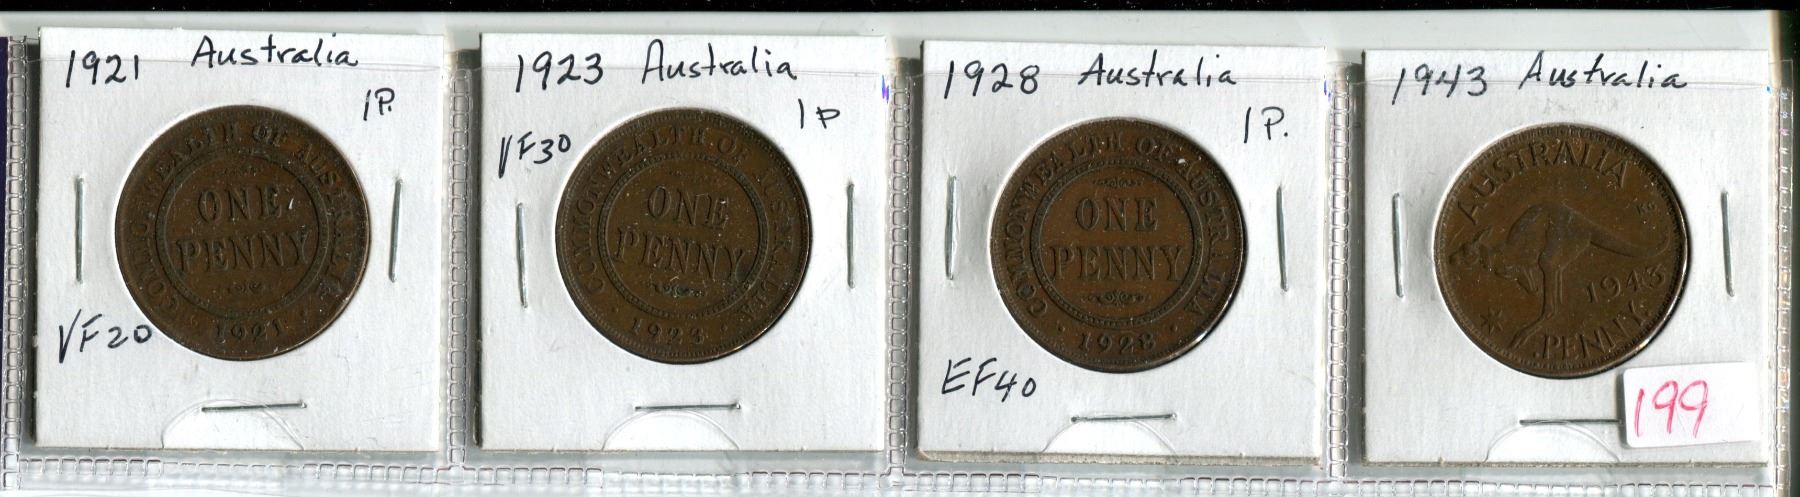 1921 Australia
1P.
COMMONWEALTH OF AUSTRALIA
ONE
PENNY
1921
VF20
1923 Australia
1P
VF30
COMMONWEALTH OF AUSTRALIA
ONE
PENNY
1923
1928 Australia
1P.
COMMONWEALTH OF AUSTRALIA
ONE
PENNY
1928
EF40
1943 Australia
AUSTRALIA
1943
PENNY.
199